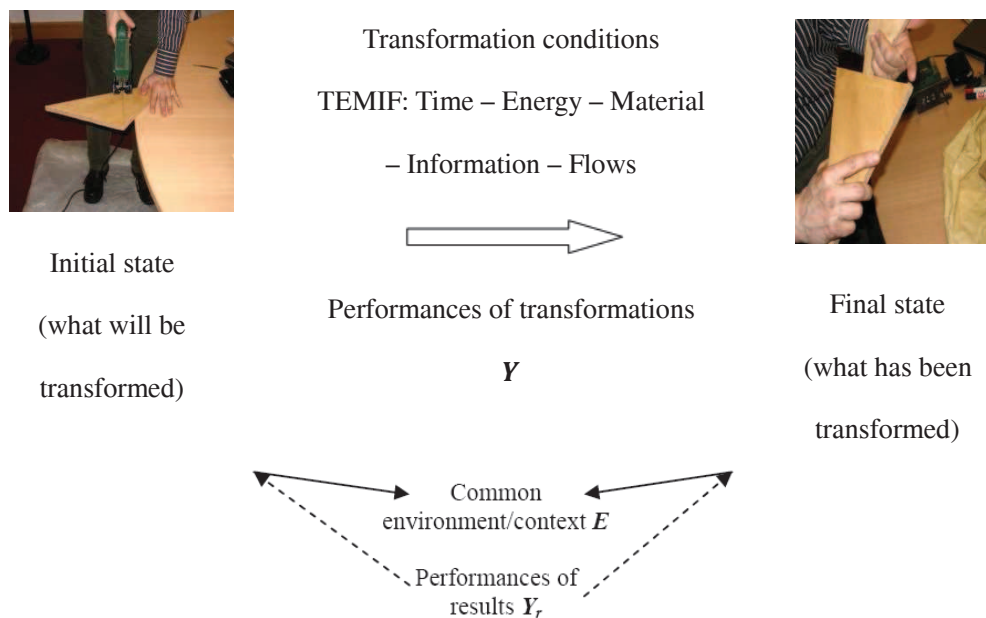 Transformation conditions
TEMIF: Time – Energy – Material
– Information – Flows
Initial state
(what will be
transformed)
Performances of transformations
Y
Final state
(what has been
transformed)
Common
environment/context E
Performances of
results Yr